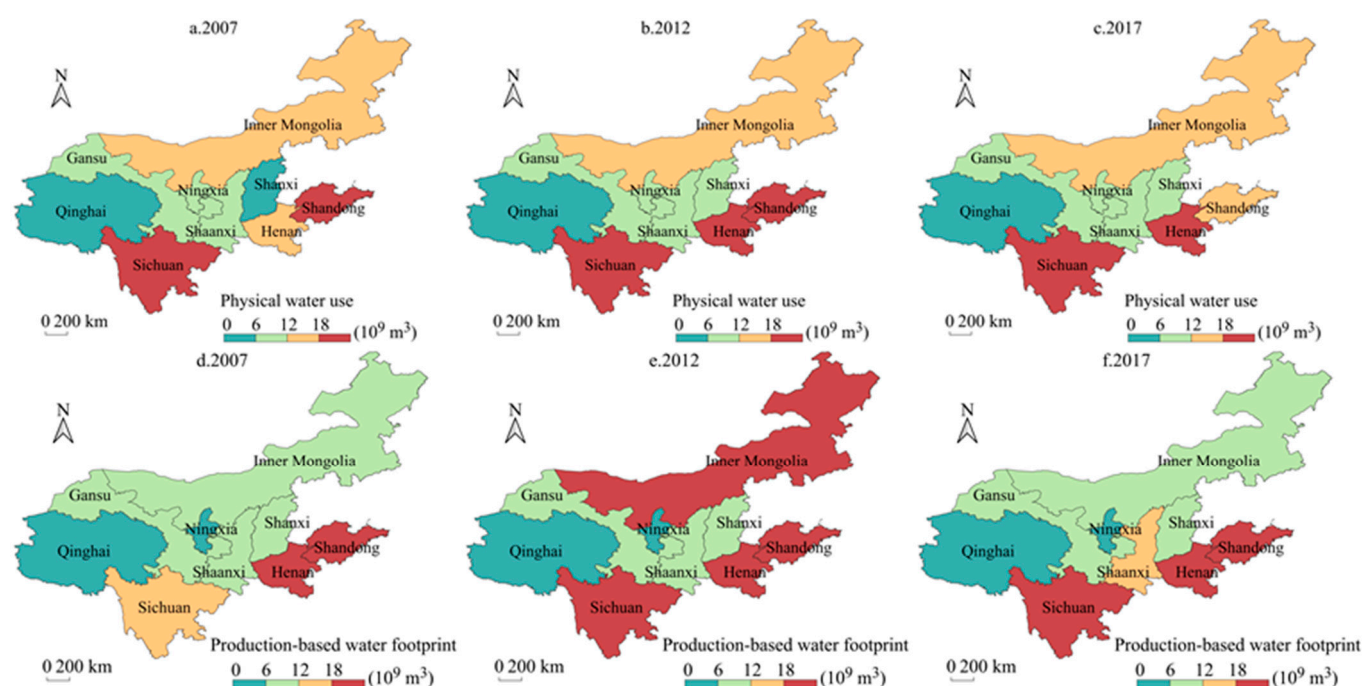 a.2007
b.2012
c.2017
N
N
N
Inner Mongolia
Inner Mongolia
Inner Mongolia
Gansu
Gansu
Gansu
Ningxia
Shanxi
Ningxia
Shanxi
Ningxia
Shanxi
Qinghai
Shandong
Qinghai
Shandong
Qinghai
Shandong
Shaanxi
Henan
Shaanxi
Henan
Shaanxi
Henan
Sichuan
Sichuan
Sichuan
Physical water use
Physical water use
Physical water use
0 200 km
0 6 12 18 (10⁹ m³)
0 200 km
0 6 12 18 (10⁹ m³)
0 200 km
0 6 12 18 (10⁹ m³)
d.2007
e.2012
f.2017
N
N
N
Inner Mongolia
Inner Mongolia
Inner Mongolia
Gansu
Gansu
Gansu
Ningxia
Shanxi
Ningxia
Shanxi
Ningxia
Shanxi
Qinghai
Shandong
Qinghai
Shandong
Qinghai
Shandong
Shaanxi
Henan
Shaanxi
Henan
Shaanxi
Henan
Sichuan
Sichuan
Sichuan
Production-based water footprint
Production-based water footprint
Production-based water footprint
0 200 km
0 6 12 18 (10⁹ m³)
0 200 km
0 6 12 18 (10⁹ m³)
0 200 km
0 6 12 18 (10⁹ m³)